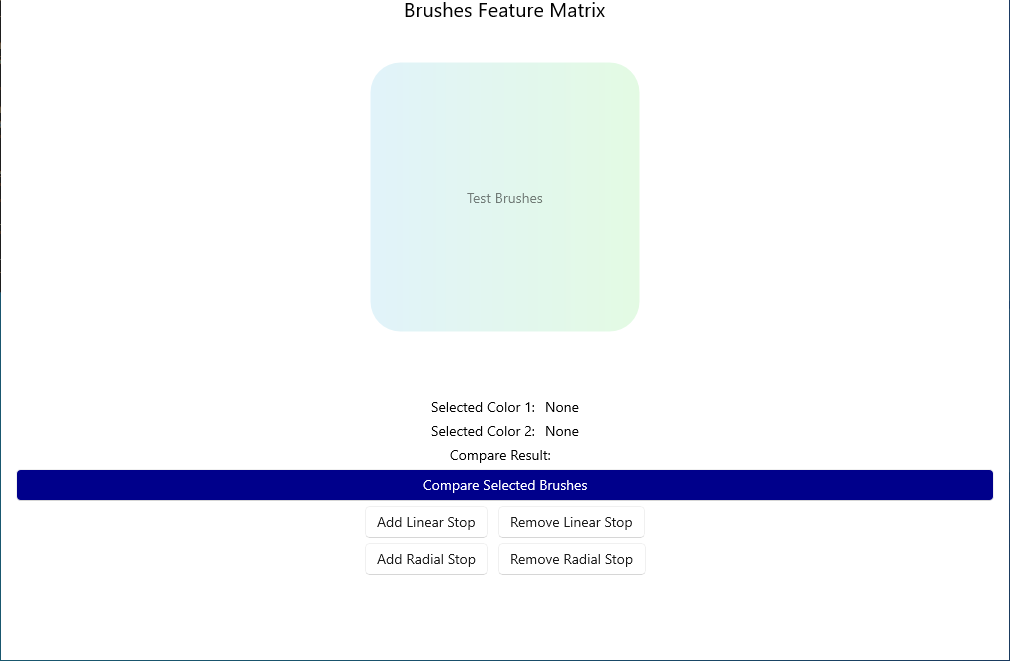 Brushes Feature Matrix
Test Brushes
Selected Color 1: None
Selected Color 2: None
Compare Result:
Compare Selected Brushes
Add Linear Stop Remove Linear Stop
Add Radial Stop Remove Radial Stop